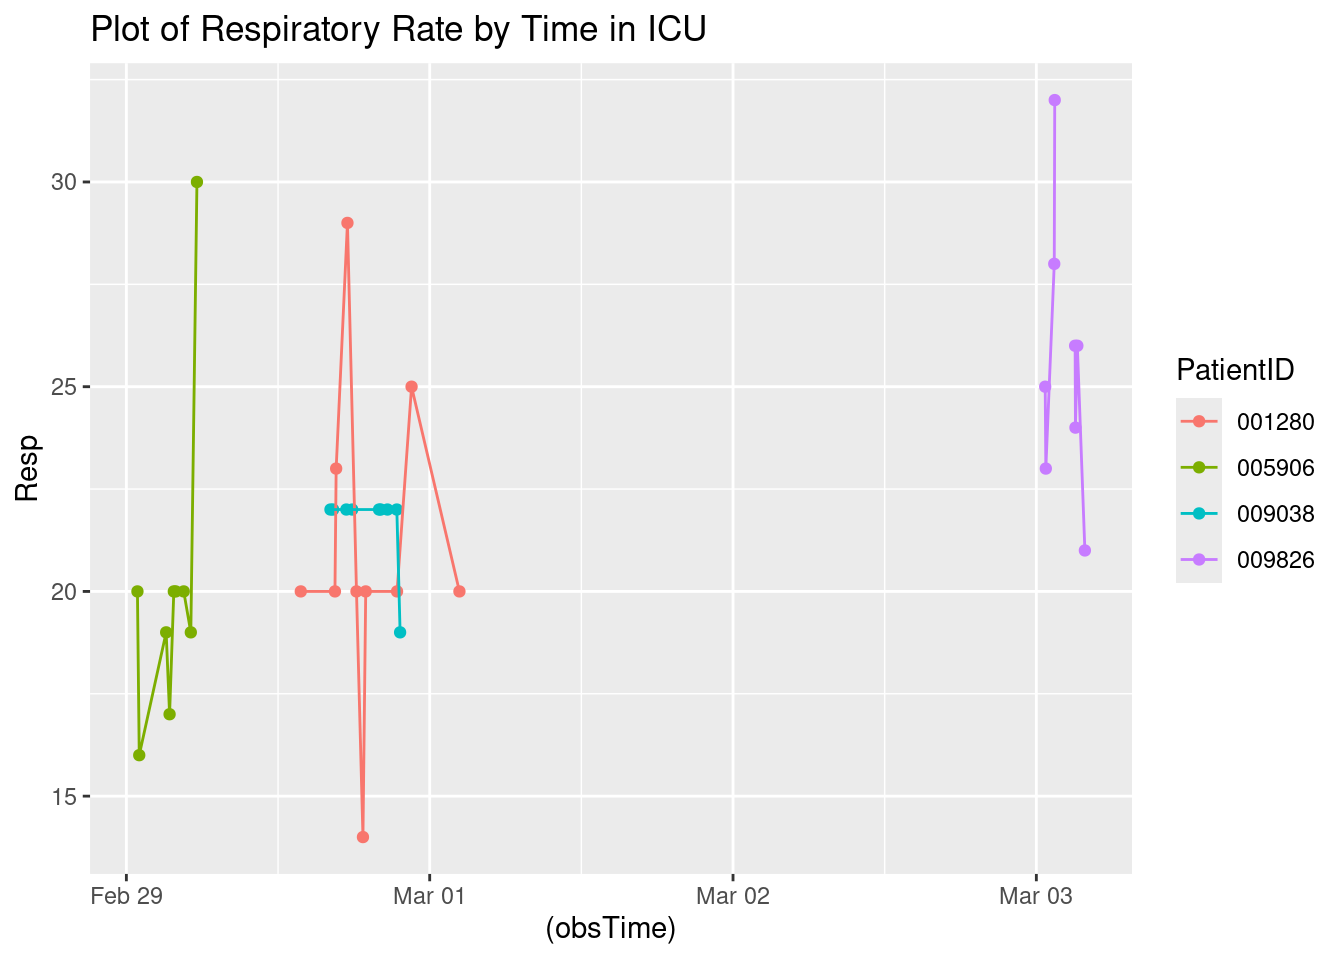 Plot of Respiratory Rate by Time in ICU
Resp
30
25
20
15
Feb 29
Mar 01
Mar 02
Mar 03
(obsTime)
PatientID
001280
005906
009038
009826